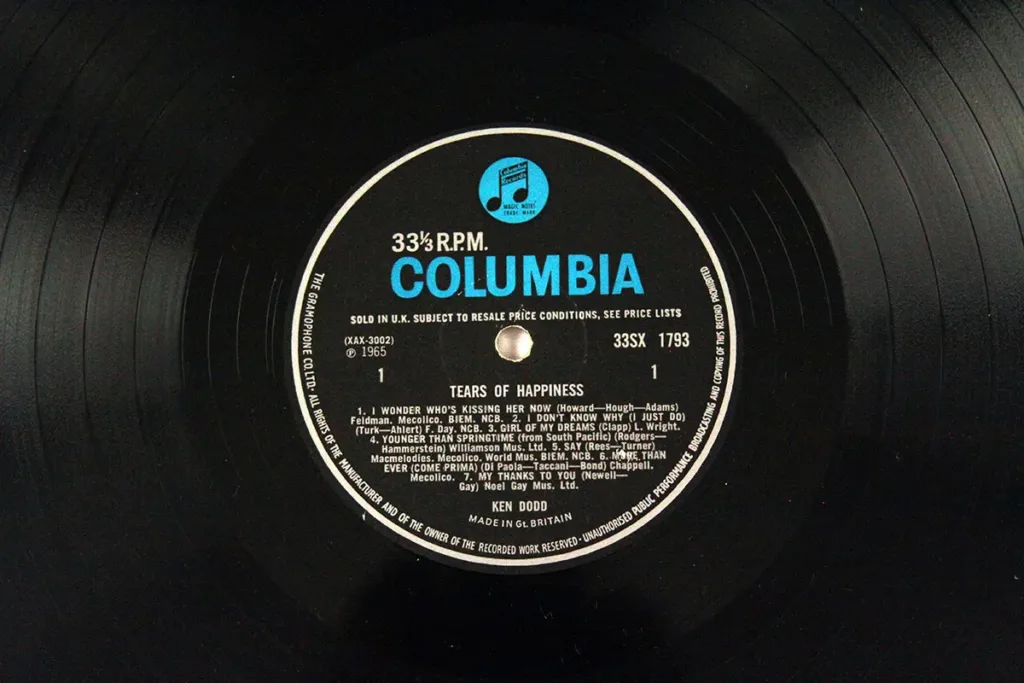 Columbia
Records
MAGIC NOTES
TRADE MARK
33⅓ R.P.M.
COLUMBIA
SOLD IN U.K. SUBJECT TO RESALE PRICE CONDITIONS, SEE PRICE LISTS
(XAX-3002)
℗ 1965
33SX 1793
1
1
TEARS OF HAPPINESS
1. I WONDER WHO'S KISSING HER NOW (Howard—Hough—Adams)
Feldman. Mecolico. BIEM. NCB. 2. I DON'T KNOW WHY (I JUST DO)
(Turk—Ahlert) F. Day. NCB. 3. GIRL OF MY DREAMS (Clapp) L. Wright.
4. YOUNGER THAN SPRINGTIME (from South Pacific) (Rodgers—
Hammerstein) Williamson Mus. Ltd. 5. SAY (Rees—Turner)
Macmelodies. Mecolico. World Mus. BIEM. NCB. 6. MORE THAN
EVER (COME PRIMA) (Di Paola—Taccani—Bond) Chappell.
Mecolico. 7. MY THANKS TO YOU (Newell—
Gay) Noel Gay Mus. Ltd.
KEN DODD
MADE IN Gt. BRITAIN
THE GRAMOPHONE CO. LTD. · ALL RIGHTS OF THE MANUFACTURER AND OF THE OWNER OF THE RECORDED WORK RESERVED · UNAUTHORISED PUBLIC PERFORMANCE BROADCASTING AND COPYING OF THIS RECORD PROHIBITED